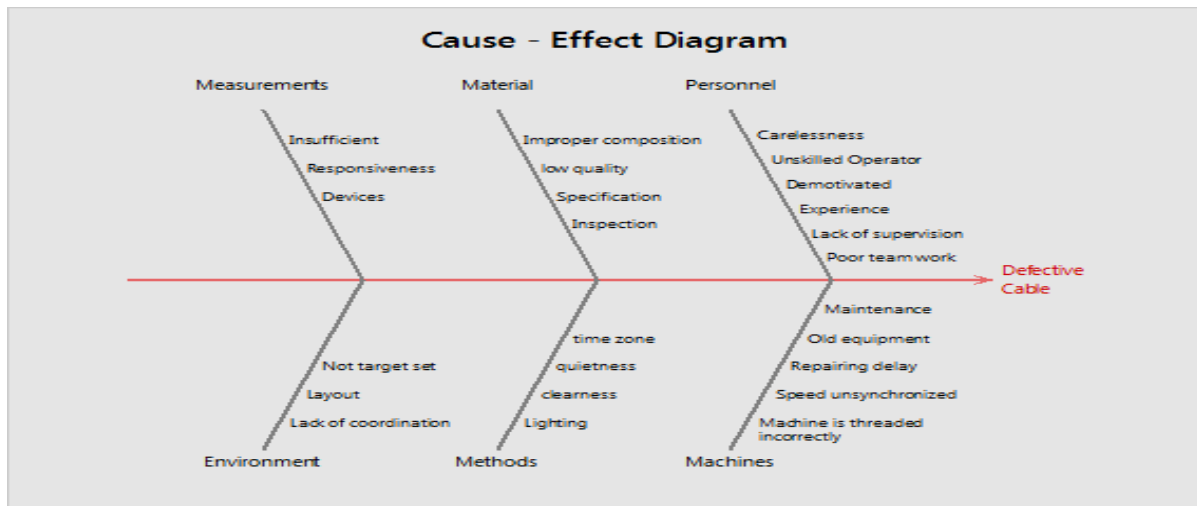 Cause - Effect Diagram
Measurements
Material
Personnel
Insufficient
Responsiveness
Devices
Improper composition
low quality
Specification
Inspection
Carelessness
Unskilled Operator
Demotivated
Experience
Lack of supervision
Poor team work
Defective
Cable
Not target set
Layout
Lack of coordination
time zone
quietness
clearness
Lighting
Maintenance
Old equipment
Repairing delay
Speed unsynchronized
Machine is threaded
incorrectly
Environment
Methods
Machines